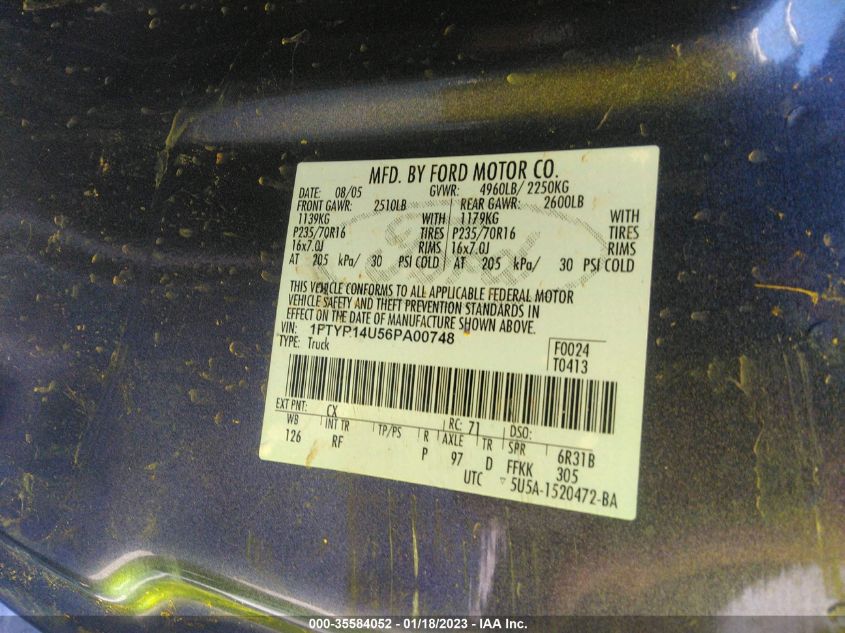 MFD. BY FORD MOTOR CO.
DATE: 08/05 GVWR: 4960LB/ 2250KG
FRONT GAWR: 2510LB REAR GAWR: 2600LB
1139KG WITH 1179KG WITH
P235/70R16 TIRES P235/70R16 TIRES
16x7.0J RIMS 16x7.0J RIMS
AT 205 kPa/ 30 PSI COLD AT 205 kPa/ 30 PSI COLD
THIS VEHICLE CONFORMS TO ALL APPLICABLE FEDERAL MOTOR
VEHICLE SAFETY AND THEFT PREVENTION STANDARDS IN
EFFECT ON THE DATE OF MANUFACTURE SHOWN ABOVE.
VIN: 1PTYP14U56PA00748
TYPE: Truck
F0024
T0413
EXT PNT: CX RC: 71 DSO:
WB INT TR TP/PS R AXLE TR SPR 6R31B
126 RF P 97 D FFKK 305
UTC ▽ 5U5A-1520472-BA
Ford
000-35584052 / 01/18/2023 - IAA Inc.